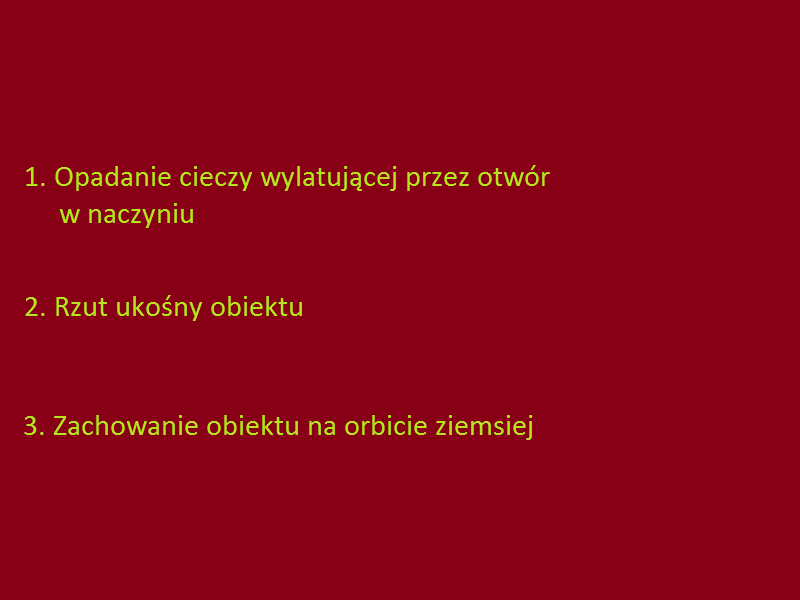 1. Opadanie cieczy wylatującej przez otwór
w naczyniu
2. Rzut ukośny obiektu
3. Zachowanie obiektu na orbicie ziemsiej